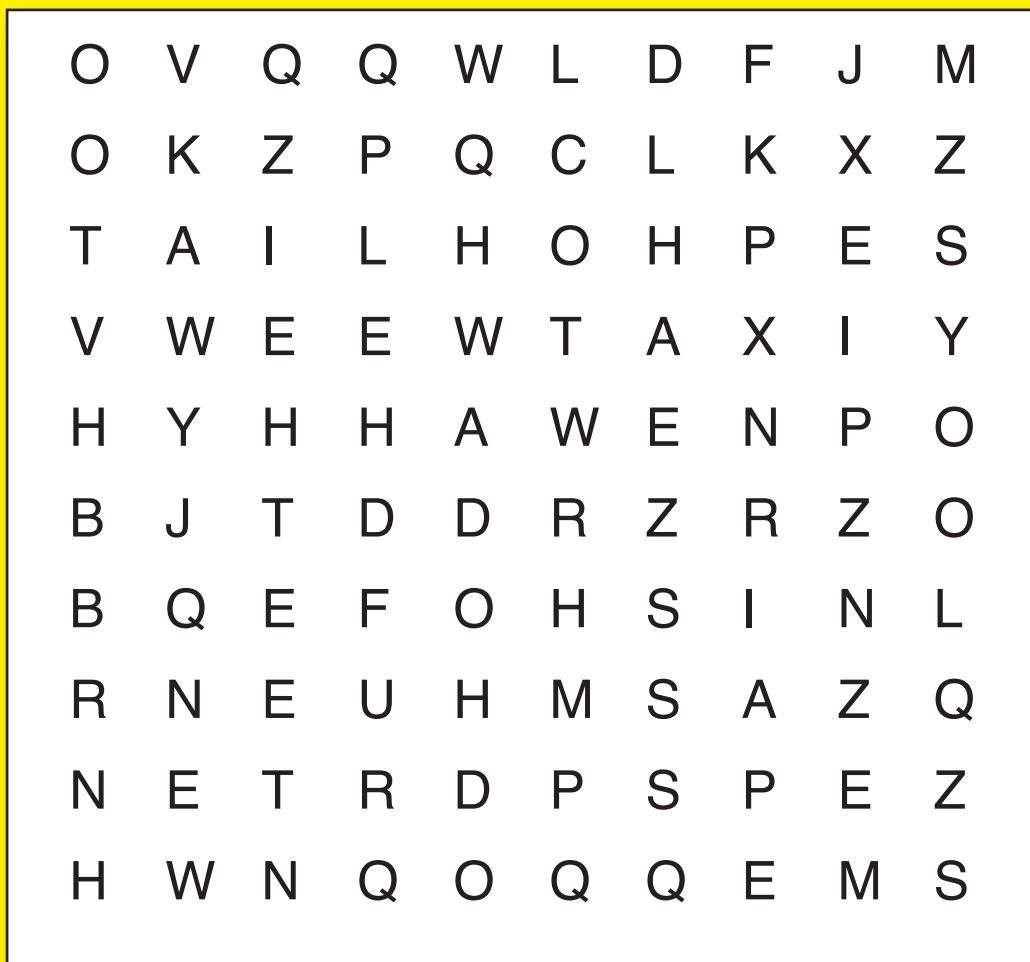 O V Q Q W L D F J M
O K Z P Q C L K X Z
T A I L H O H P E S
V W E E W T A X I Y
H Y H H A W E N P O
B J T D D R Z R Z O
B Q E F O H S I N L
R N E U H M S A Z Q
N E T R D P S P E Z
H W N Q O Q Q E M S